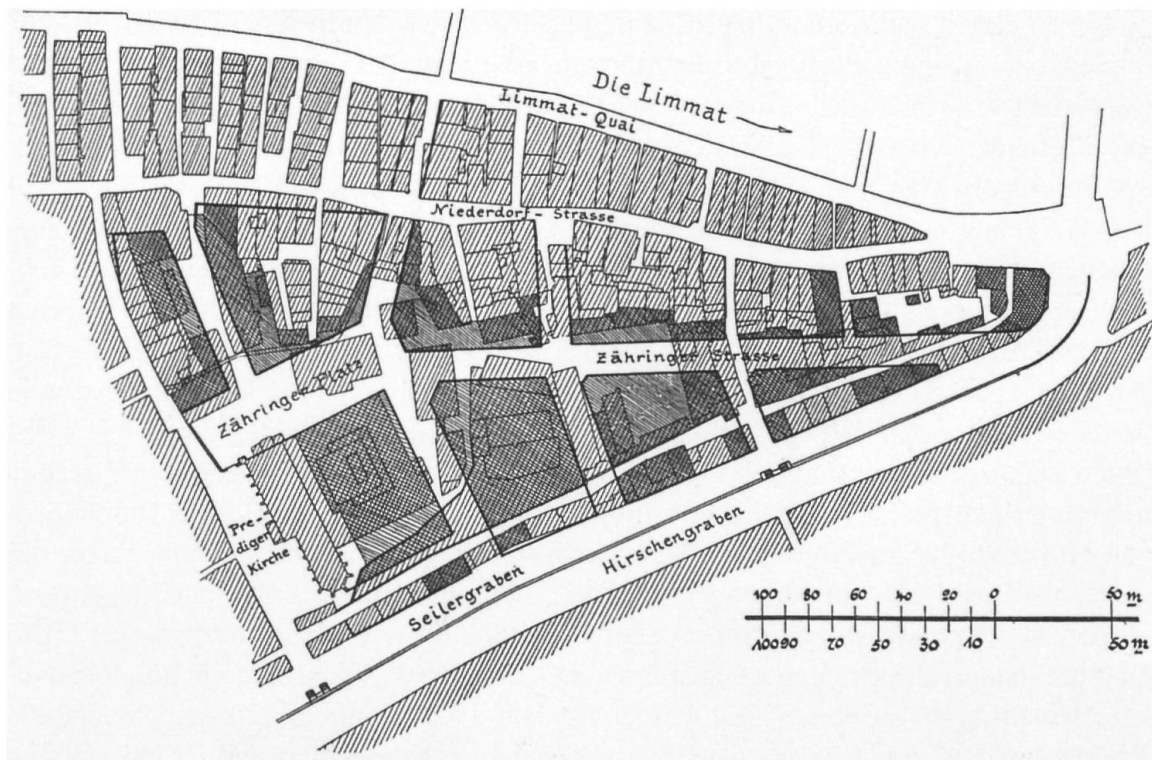 Die Limmat
Limmat-Quai
Niederdorf-Strasse
Zähringer Strasse
Zähringer-Platz
Pre-
diger
Kirche
Seilergraben
Hirschengraben
100 80 60 40 20 0 50 m
100 90 70 50 30 10 50 m